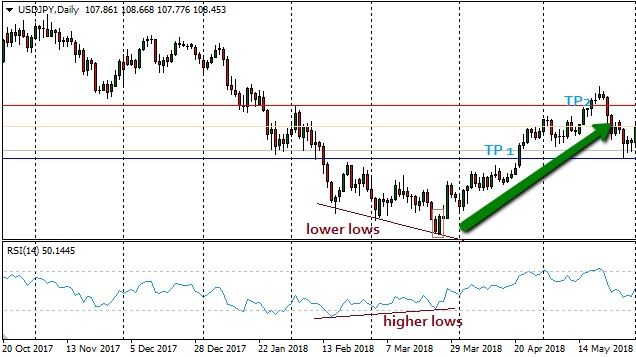 USDJPY,Daily 107.861 108.668 107.776 108.453
TP2
TP 1
lower lows
RSI(14) 50.1445
higher lows
20 Oct 2017 13 Nov 2017 5 Dec 2017 28 Dec 2017 22 Jan 2018 13 Feb 2018 7 Mar 2018 29 Mar 2018 20 Apr 2018 14 May 2018